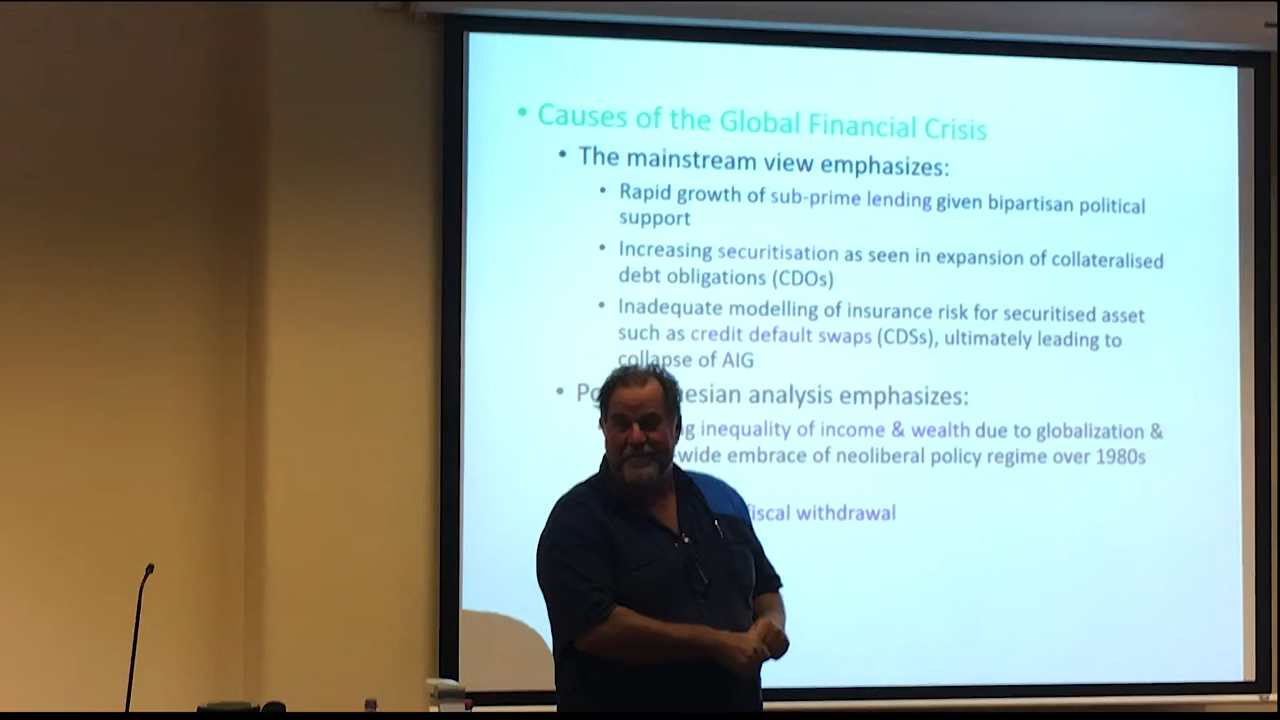 • Causes of the Global Financial Crisis
• The mainstream view emphasizes:
• Rapid growth of sub-prime lending given bipartisan political
support
• Increasing securitisation as seen in expansion of collateralised
debt obligations (CDOs)
• Inadequate modelling of insurance risk for securitised asset
such as credit default swaps (CDSs), ultimately leading to
collapse of AIG
• Po esian analysis emphasizes:
g inequality of income & wealth due to globalization &
-wide embrace of neoliberal policy regime over 1980s
fiscal withdrawal